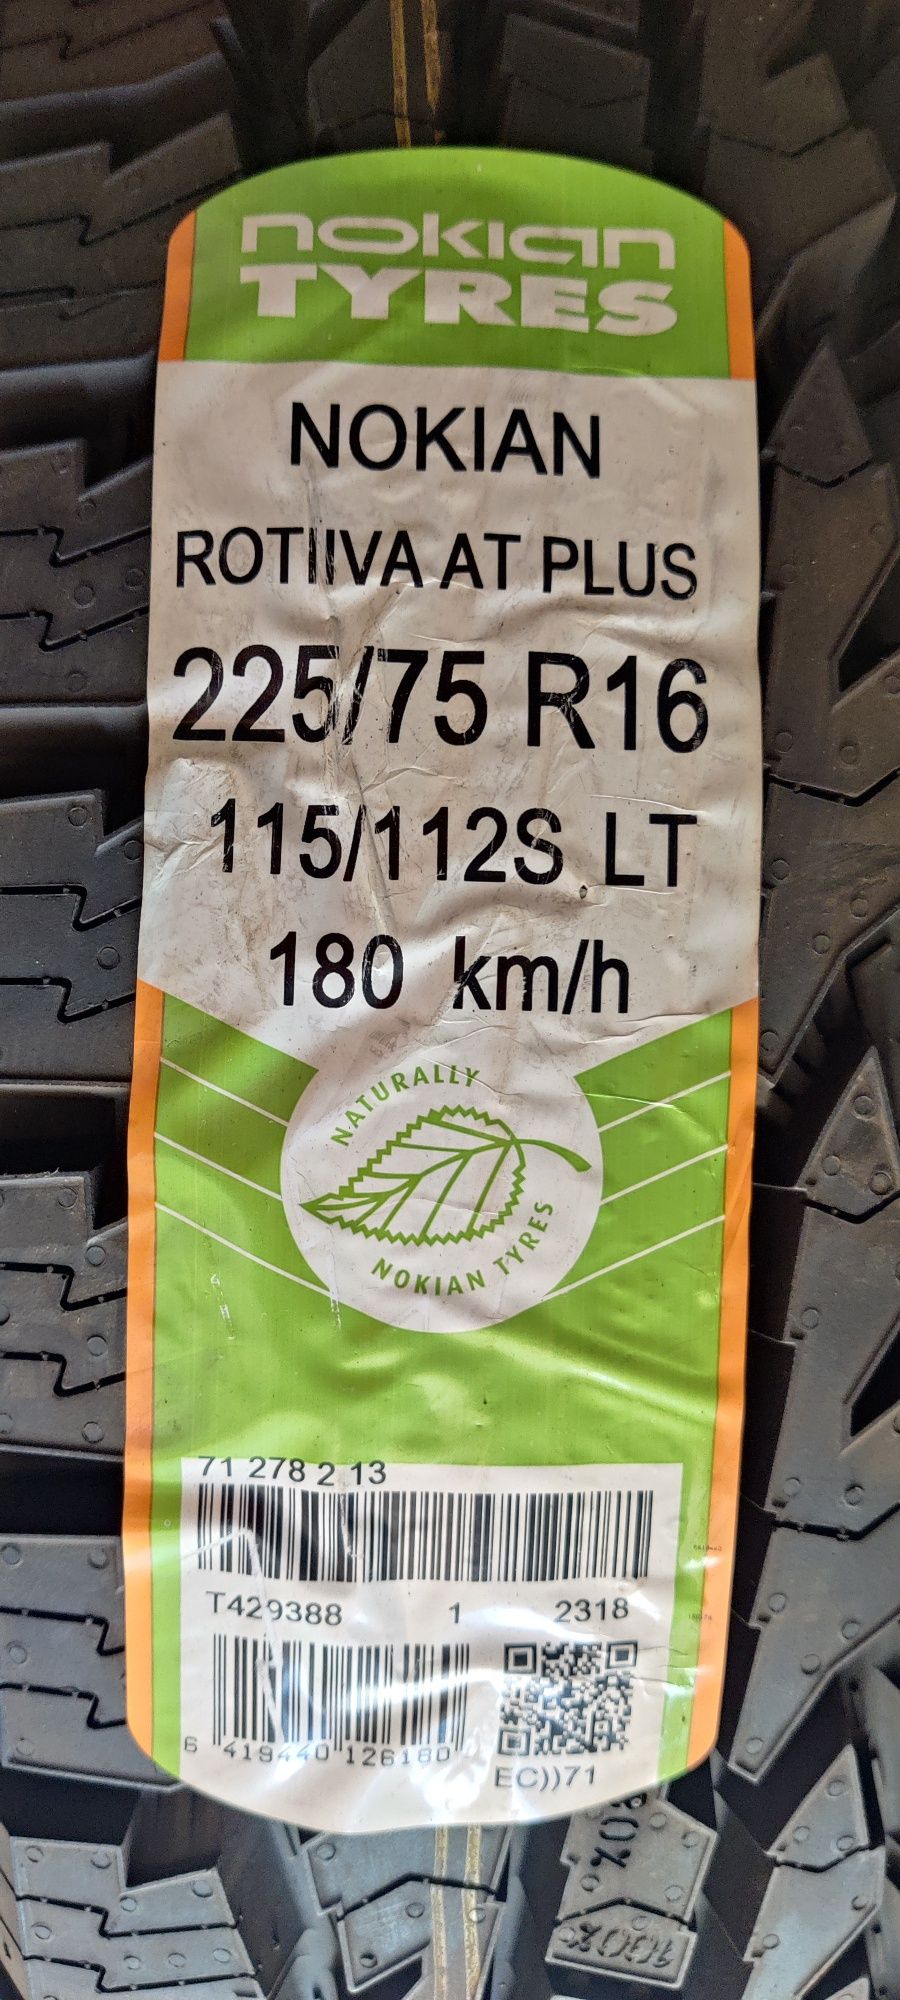 nokian
TYRES
NOKIAN
ROTIIVA AT PLUS
225/75 R16
115/112S LT
180 km/h
NATURALLY
NOKIAN TYRES
71 278 2 13
T429388 1 2318
6 419440 126180
EC))71
100%